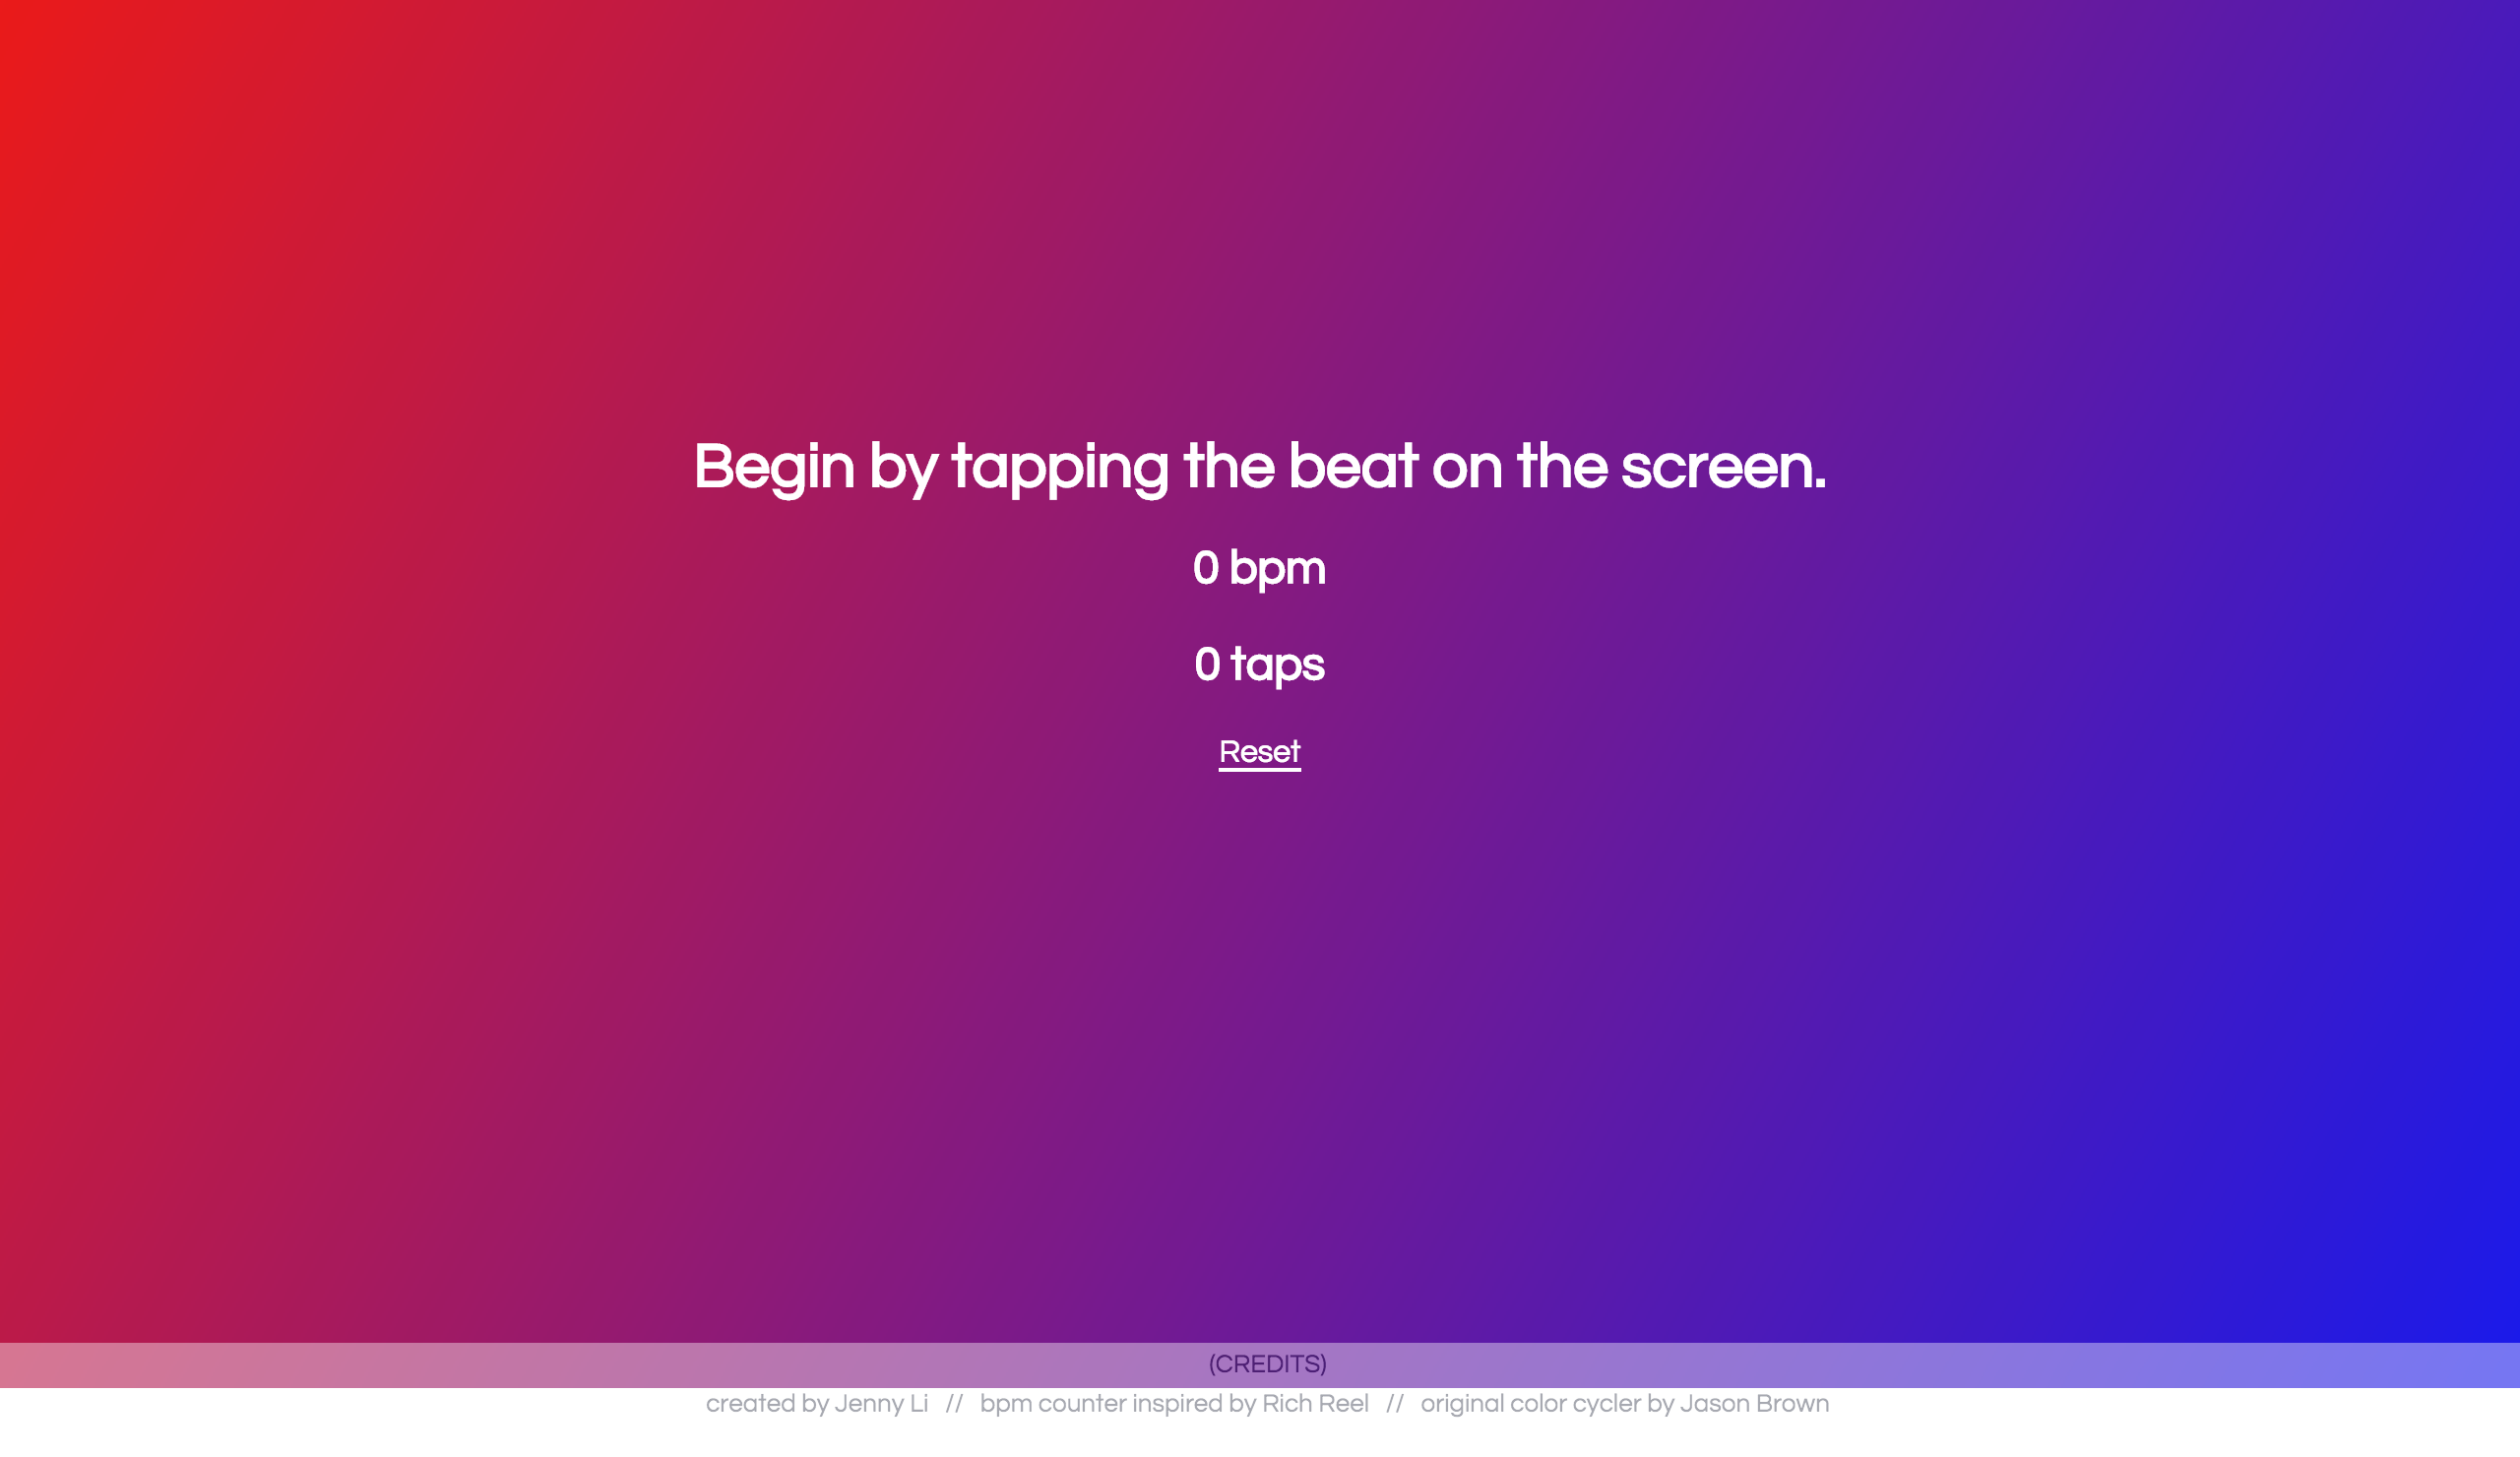 Begin by tapping the beat on the screen.
0 bpm
0 taps
Reset
(CREDITS)
created by Jenny Li // bpm counter inspired by Rich Reel // original color cycler by Jason Brown